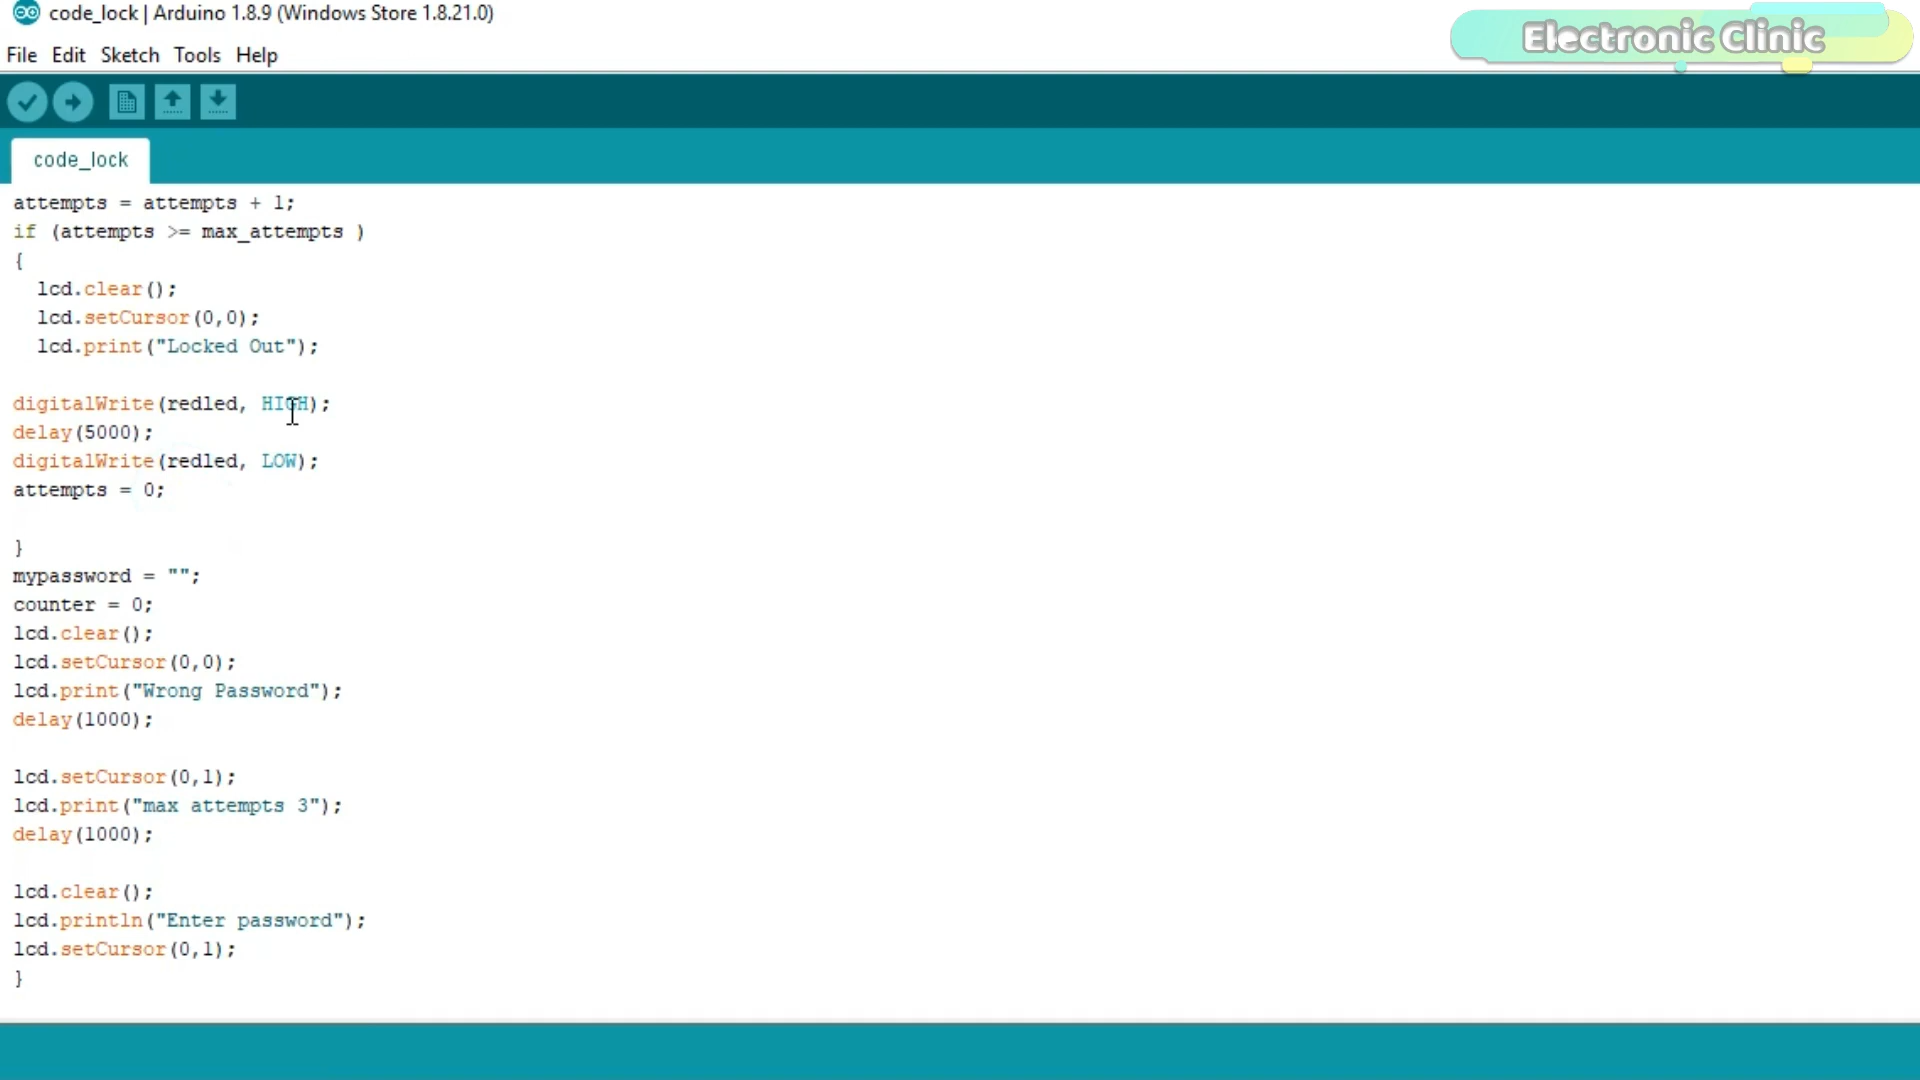 code_lock | Arduino 1.8.9 (Windows Store 1.8.21.0)
Electronic Clinic
File Edit Sketch Tools Help
code_lock
attempts = attempts + 1;
if (attempts >= max_attempts )
{
lcd.clear();
lcd.setCursor(0,0);
lcd.print("Locked Out");
digitalWrite(redled, HIGH);
delay(5000);
digitalWrite(redled, LOW);
attempts = 0;
}
mypassword = "";
counter = 0;
lcd.clear();
lcd.setCursor(0,0);
lcd.print("Wrong Password");
delay(1000);
lcd.setCursor(0,1);
lcd.print("max attempts 3");
delay(1000);
lcd.clear();
lcd.println("Enter password");
lcd.setCursor(0,1);
}